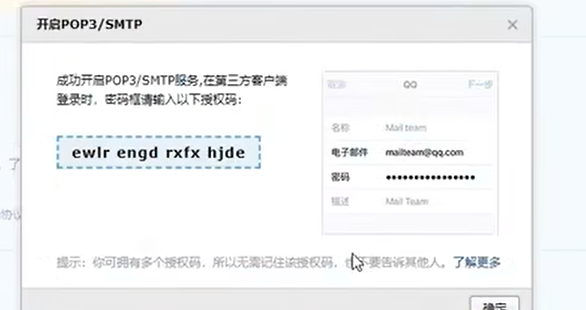 开启POP3/SMTP
×
成功开启POP3/SMTP服务,在第三方客户端
登录时，密码框请输入以下授权码：
ewlr engd rxfx hjde
QQ
下一步
名称 Mail team
电子邮件 mailteam@qq.com
密码 ●●●●●●●●●●●●●●●●
描述 Mail Team
提示：你可拥有多个授权码，所以无需记住该授权码，也不要告诉其他人。了解更多
确定
了
协议